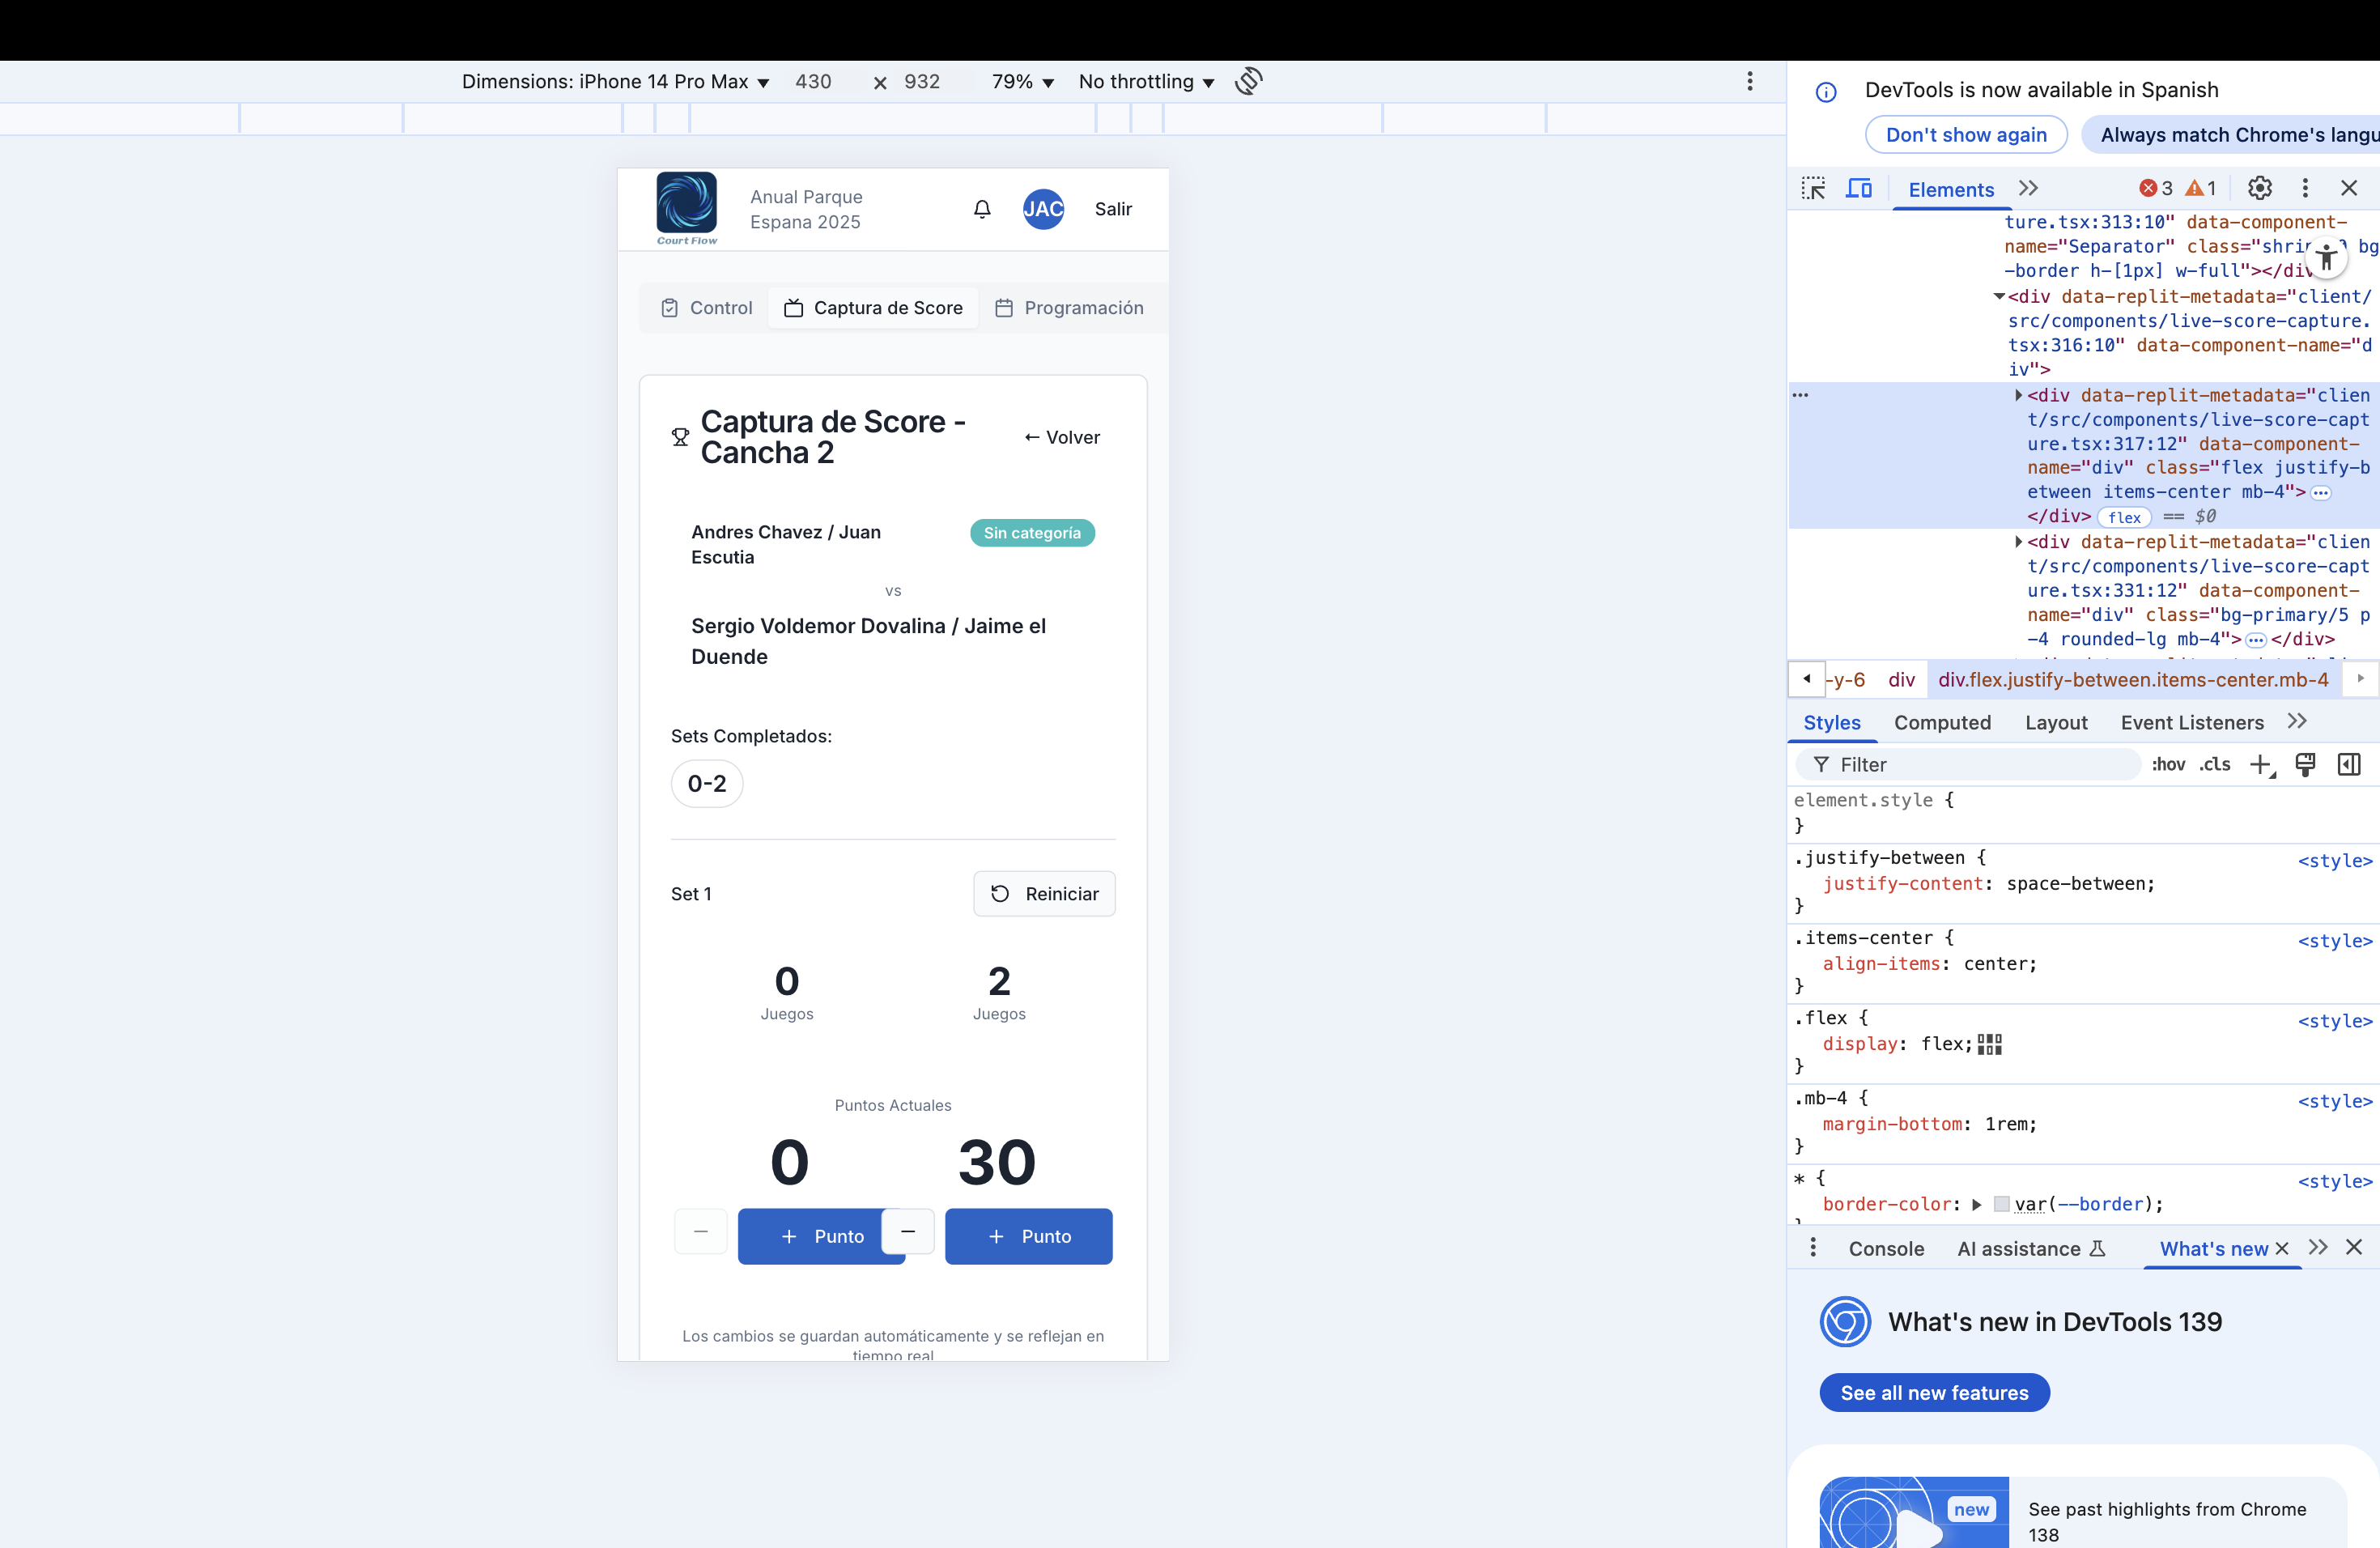 Dimensions: iPhone 14 Pro Max ▼ 430 × 932 79% ▼ No throttling ▼
Court Flow
Anual Parque
Espana 2025
JAC
Salir
Control
Captura de Score
Programación
Captura de Score -
Cancha 2
← Volver
Andres Chavez / Juan
Escutia
Sin categoría
vs
Sergio Voldemor Dovalina / Jaime el
Duende
Sets Completados:
0-2
Set 1
Reiniciar
0
Juegos
2
Juegos
Puntos Actuales
0
30
−
+ Punto
−
+ Punto
Los cambios se guardan automáticamente y se reflejan en
tiempo real
DevTools is now available in Spanish
Don't show again
Always match Chrome's langu
Elements
3
1
ture.tsx:313:10" data-component-
name="Separator" class="shri bg
-border h-[1px] w-full"></div
▼<div data-replit-metadata="client/
src/components/live-score-capture.
tsx:316:10" data-component-name="d
iv">
▶<div data-replit-metadata="clien
t/src/components/live-score-capt
ure.tsx:317:12" data-component-
name="div" class="flex justify-b
etween items-center mb-4">
</div> flex == $0
▶<div data-replit-metadata="clien
t/src/components/live-score-capt
ure.tsx:331:12" data-component-
name="div" class="bg-primary/5 p
-4 rounded-lg mb-4"> </div>
-y-6 div div.flex.justify-between.items-center.mb-4
Styles Computed Layout Event Listeners
Filter
:hov .cls
element.style {
}
.justify-between { <style>
justify-content: space-between;
}
.items-center { <style>
align-items: center;
}
.flex { <style>
display: flex;
}
.mb-4 { <style>
margin-bottom: 1rem;
}
* { <style>
border-color: ▶ var(--border);
Console AI assistance What's new
What's new in DevTools 139
See all new features
new
See past highlights from Chrome
138